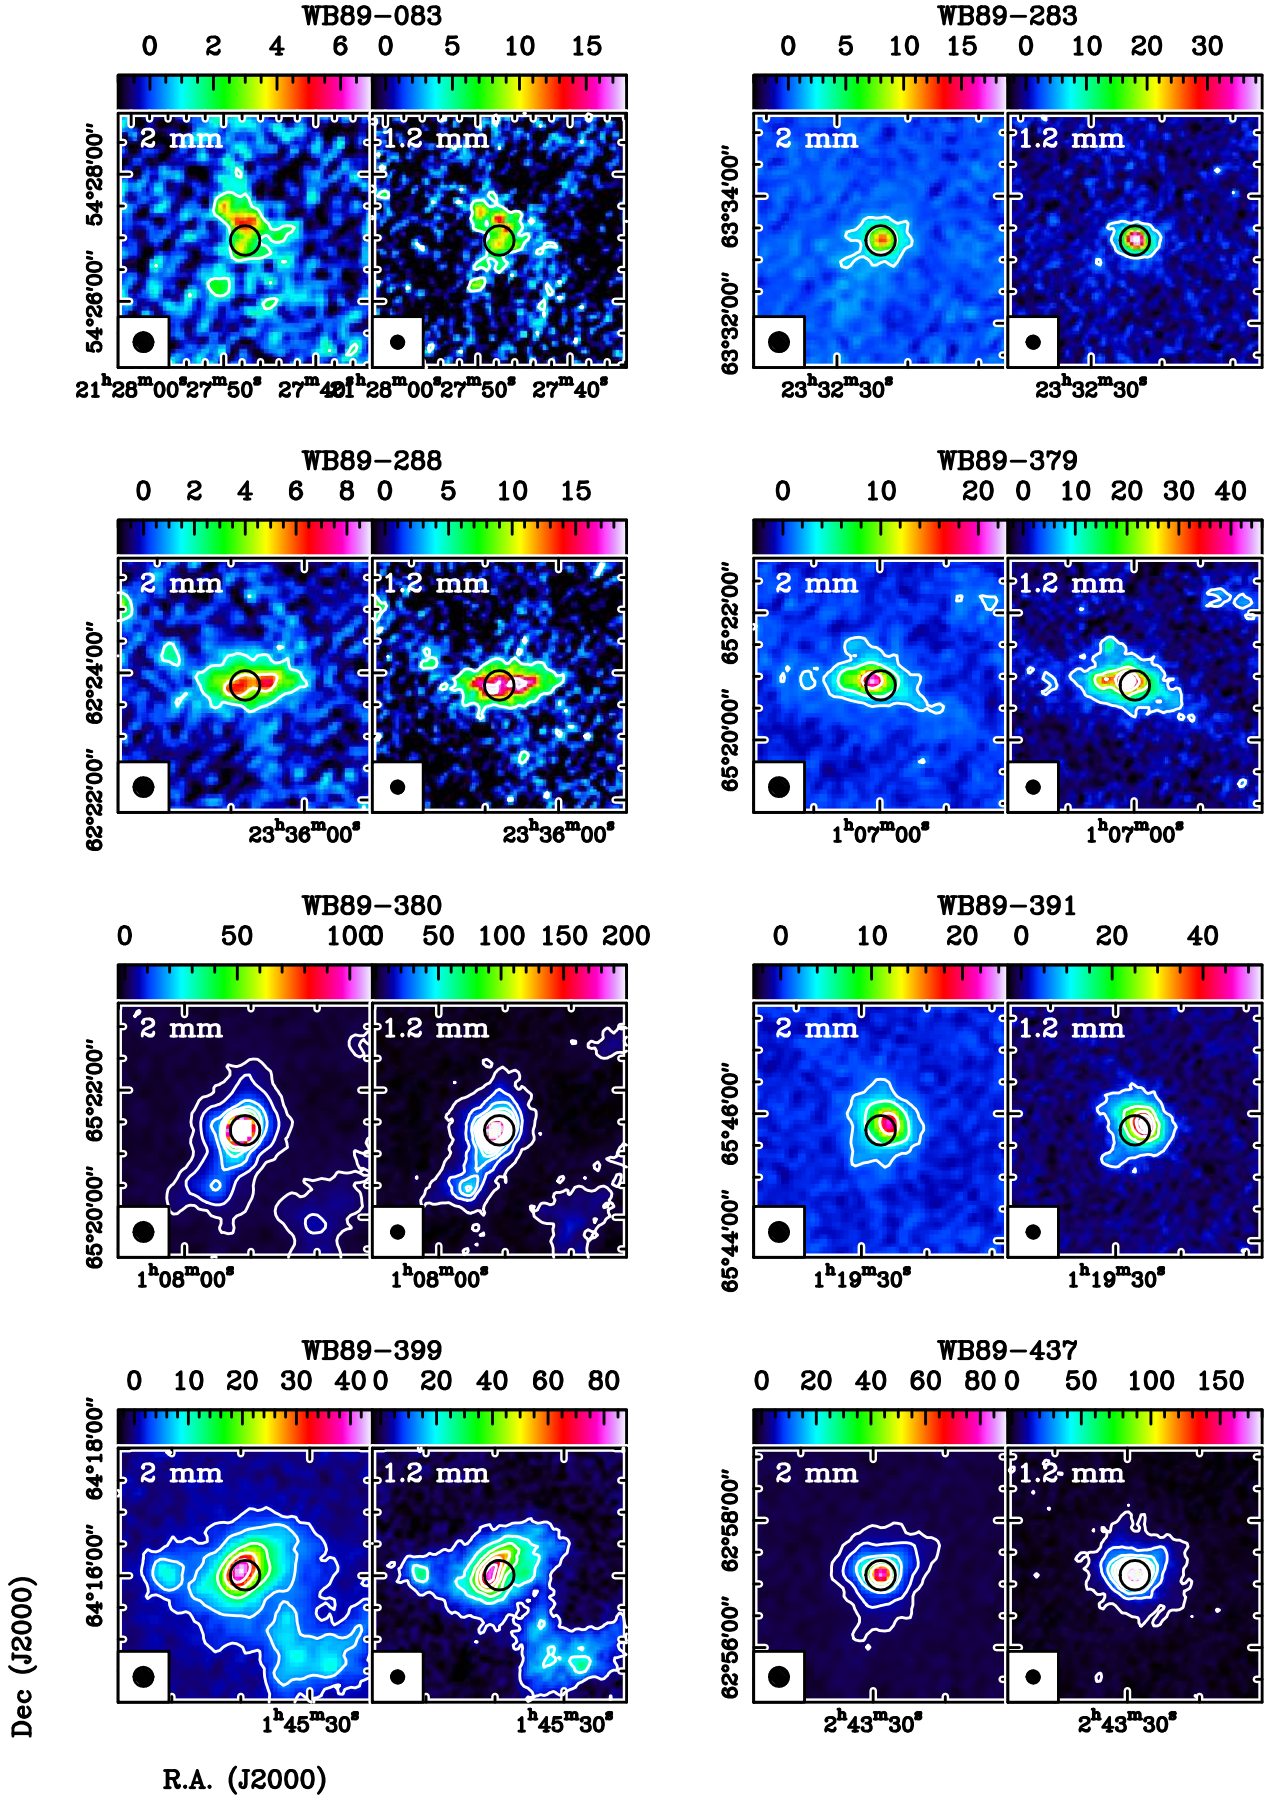 WB89-083
0 2 4 6 0 5 10 15
2 mm
1.2 mm
54°28'00"
54°26'00"
21h28m00s 27m50s 27m40s
21h28m00s 27m50s 27m40s
WB89-283
0 5 10 15 0 10 20 30
2 mm
1.2 mm
63°34'00"
63°32'00"
23h32m30s
23h32m30s
WB89-288
0 2 4 6 8 0 5 10 15
2 mm
1.2 mm
62°24'00"
62°22'00"
23h36m00s
23h36m00s
WB89-379
0 10 20 0 10 20 30 40
2 mm
1.2 mm
65°22'00"
65°20'00"
1h07m00s
1h07m00s
WB89-380
0 50 100 0 50 100 150 200
2 mm
1.2 mm
65°22'00"
65°20'00"
1h08m00s
1h08m00s
WB89-391
0 10 20 0 20 40
2 mm
1.2 mm
65°46'00"
65°44'00"
1h19m30s
1h19m30s
WB89-399
0 10 20 30 40 0 20 40 60 80
2 mm
1.2 mm
64°18'00"
64°16'00"
1h45m30s
1h45m30s
WB89-437
0 20 40 60 80 0 50 100 150
2 mm
1.2 mm
62°58'00"
62°56'00"
2h43m30s
2h43m30s
Dec (J2000)
R.A. (J2000)